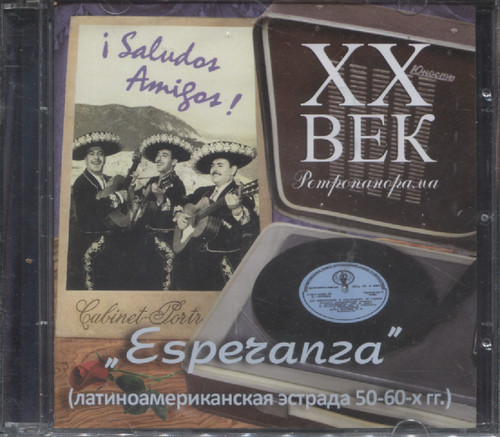 ¡Saludos
Amigos!
Юность
XX
ВЕК
Ретропанорама
Cabinet-Portr
„Esperanza”
(латиноамериканская эстрада 50-60-х гг.)